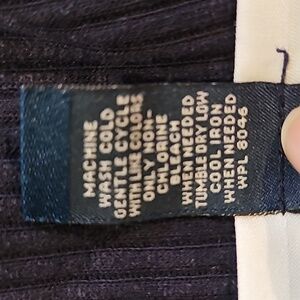 MACHINE
WASH COLD
GENTLE CYCLE
WITH LIKE COLORS
ONLY NON-
CHLORINE
BLEACH
WHEN NEEDED
TUMBLE DRY LOW
COOL IRON
WHEN NEEDED
WPL 8046